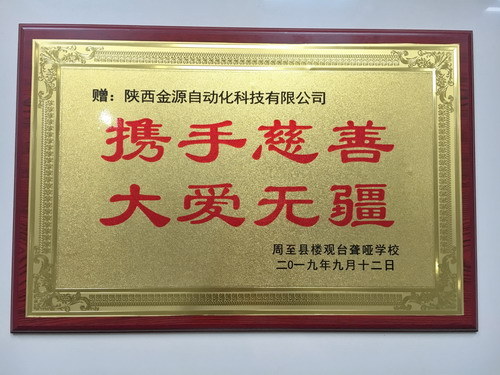 赠：陕西金源自动化科技有限公司
携手慈善
大爱无疆
周至县楼观台聋哑学校
二0一九年九月十二日